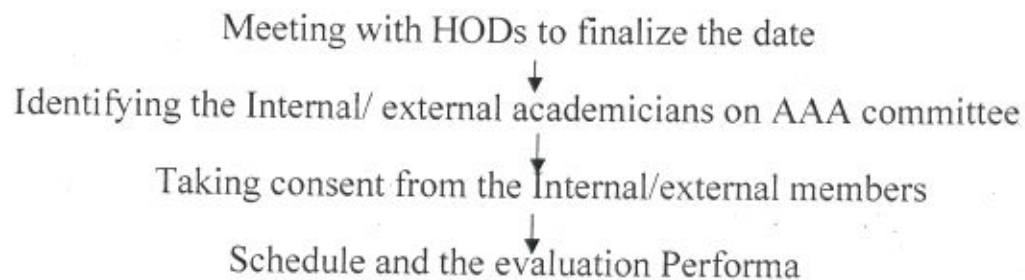 Meeting with HODs to finalize the date
Identifying the Internal/ external academicians on AAA committee
Taking consent from the Internal/external members
Schedule and the evaluation Performa